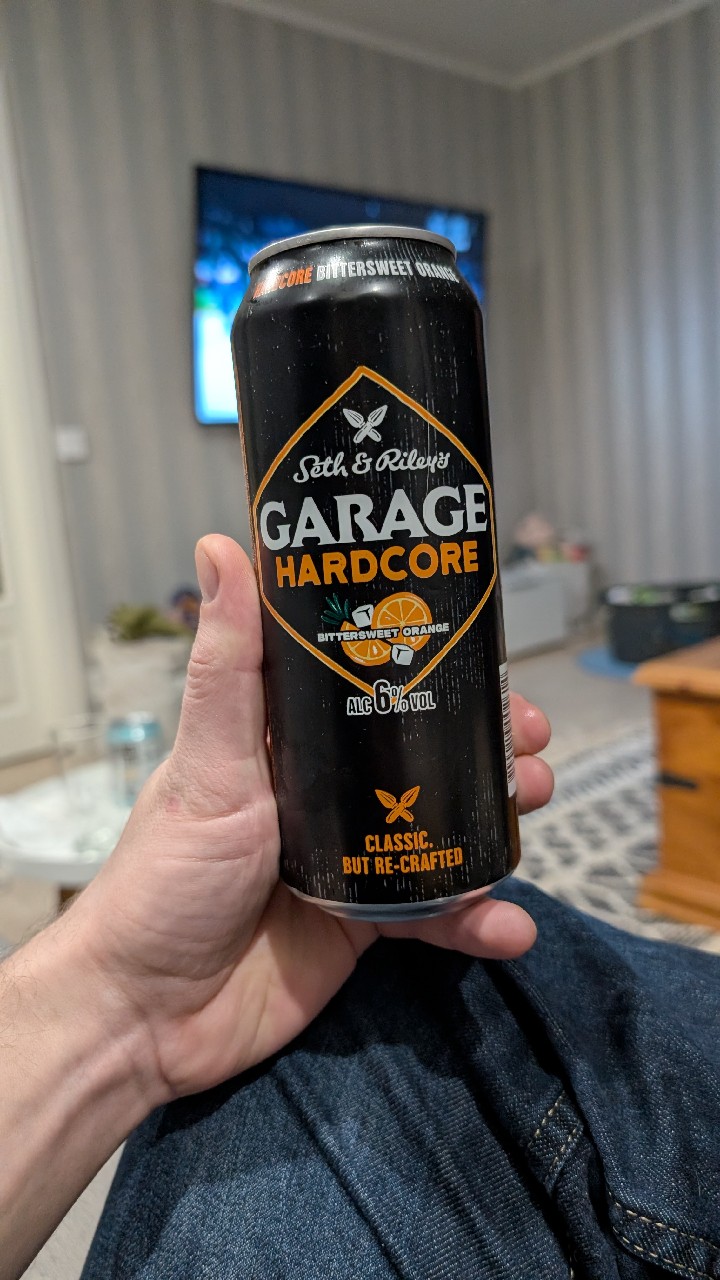 HARDCORE BITTERSWEET ORANGE
Seth & Riley's
GARAGE
HARDCORE
BITTERSWEET ORANGE
ALC 6% VOL
CLASSIC.
BUT RE-CRAFTED